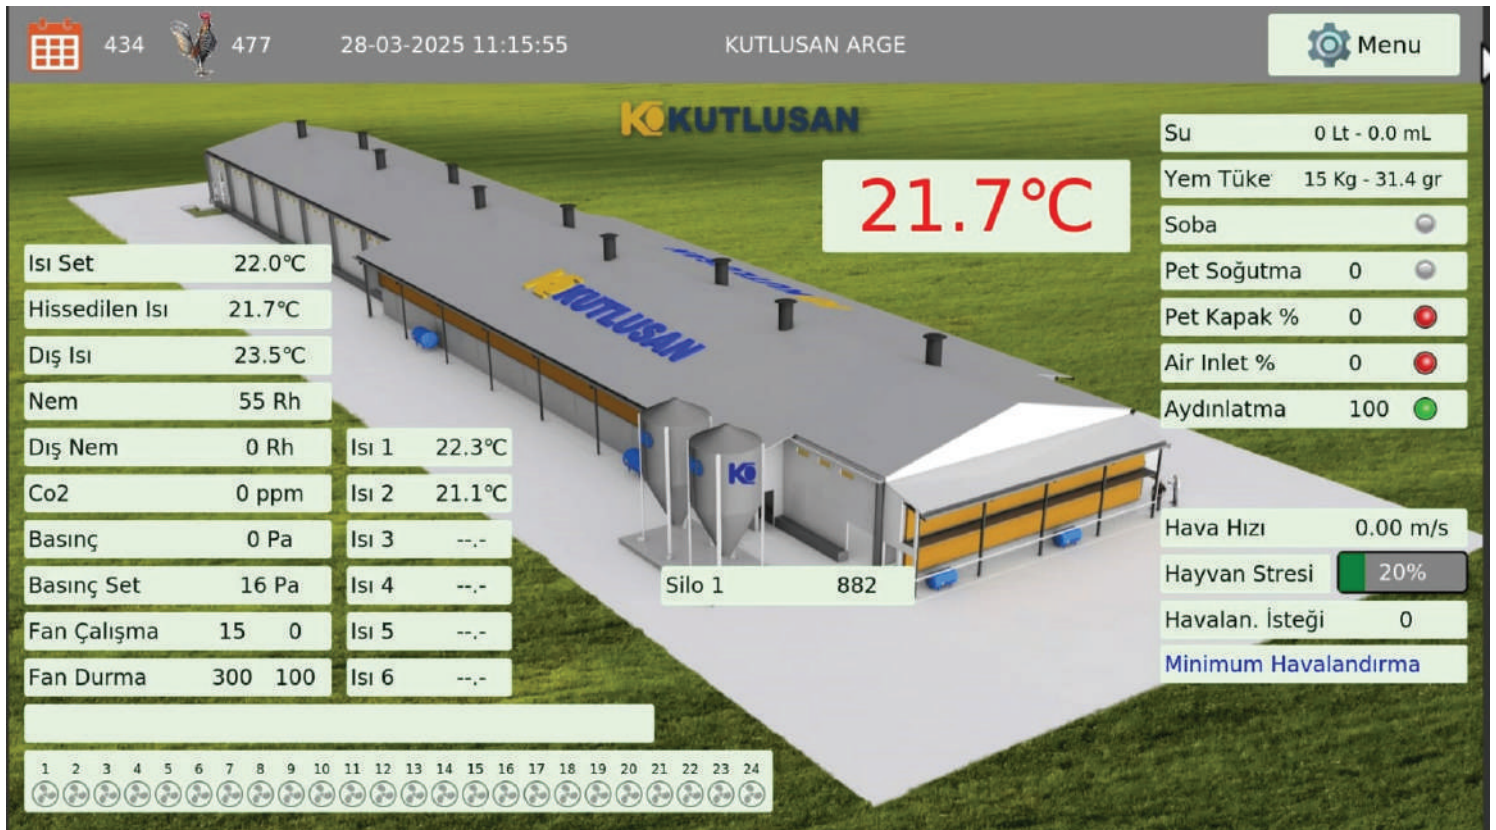 434 477 28-03-2025 11:15:55 KUTLUSAN ARGE Menu
KUTLUSAN
21.7°C
Su 0 Lt - 0.0 mL
Yem Tüke 15 Kg - 31.4 gr
Soba
Pet Soğutma 0
Pet Kapak % 0
Air Inlet % 0
Aydınlatma 100
Isı Set 22.0°C
Hissedilen Isı 21.7°C
Dış Isı 23.5°C
Nem 55 Rh
Dış Nem 0 Rh
Co2 0 ppm
Basınç 0 Pa
Basınç Set 16 Pa
Fan Çalışma 15 0
Fan Durma 300 100
Isı 1 22.3°C
Isı 2 21.1°C
Isı 3 --.-
Isı 4 --.-
Isı 5 --.-
Isı 6 --.-
KUTLUSAN
Silo 1 882
Hava Hızı 0.00 m/s
Hayvan Stresi 20%
Havalan. İsteği 0
Minimum Havalandırma
1 2 3 4 5 6 7 8 9 10 11 12 13 14 15 16 17 18 19 20 21 22 23 24